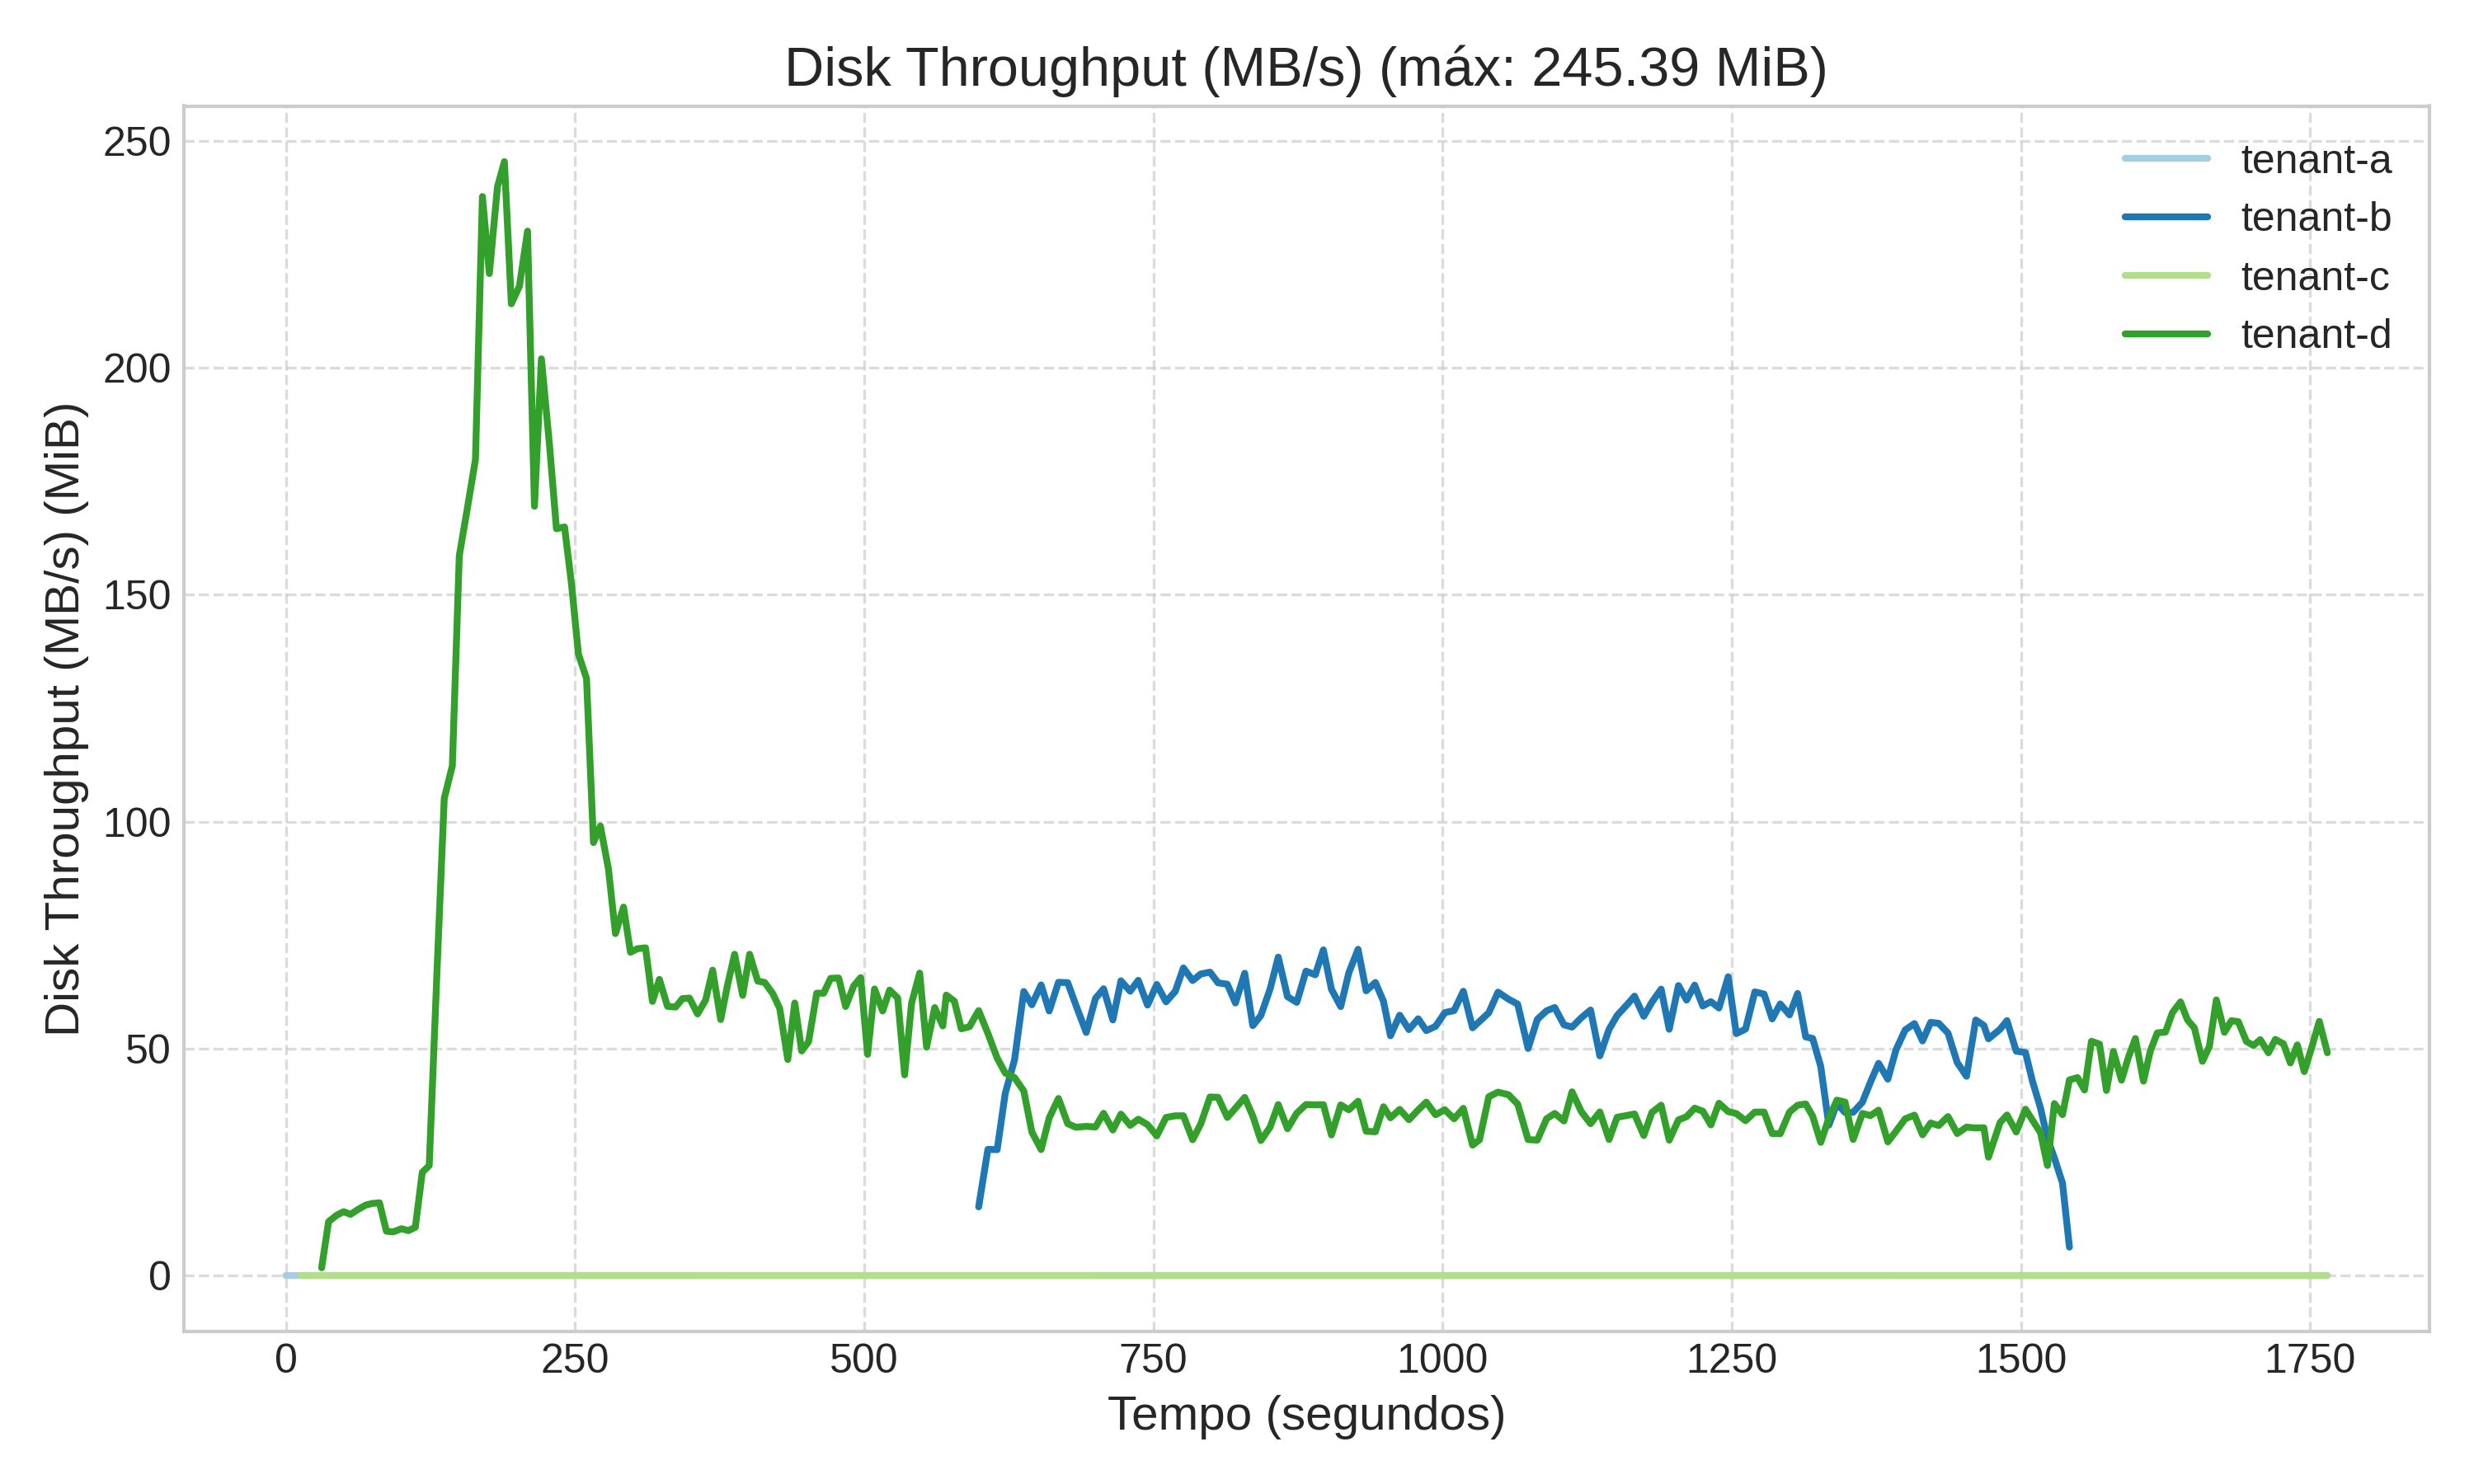 Disk Throughput (MB/s) (máx: 245.39 MiB)
Disk Throughput (MB/s) (MiB)
250
200
150
100
50
0
tenant-a
tenant-b
tenant-c
tenant-d
0 250 500 750 1000 1250 1500 1750
Tempo (segundos)